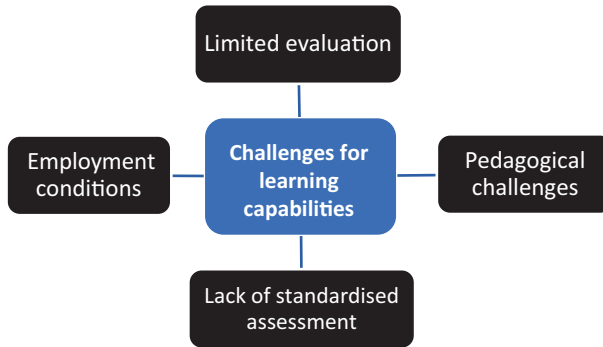 Limited evaluation
Employment
conditions
Challenges for
learning
capabilities
Pedagogical
challenges
Lack of standardised
assessment